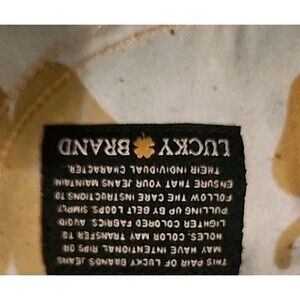 THIS PAIR OF LUCKY BRAND JEANS
MAY HAVE INTENTIONAL RIPS OR
HOLES. COLOR MAY TRANSFER TO
LIGHTER COLORED FABRICS. AVOID
PULLING UP BY BELT LOOPS. SIMPLY
FOLLOW THE CARE INSTRUCTIONS TO
ENSURE THAT YOUR JEANS MAINTAIN
THEIR INDIVIDUAL CHARACTER.
LUCKY BRAND